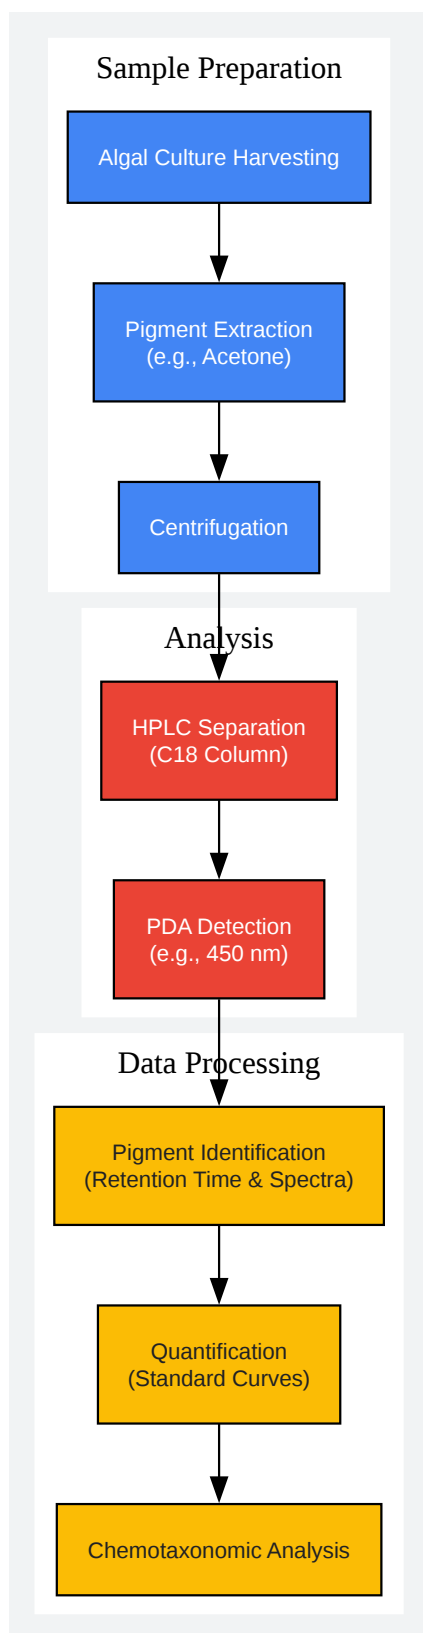 Sample Preparation
Algal Culture Harvesting
Pigment Extraction
(e.g., Acetone)
Centrifugation
Analysis
HPLC Separation
(C18 Column)
PDA Detection
(e.g., 450 nm)
Data Processing
Pigment Identification
(Retention Time & Spectra)
Quantification
(Standard Curves)
Chemotaxonomic Analysis